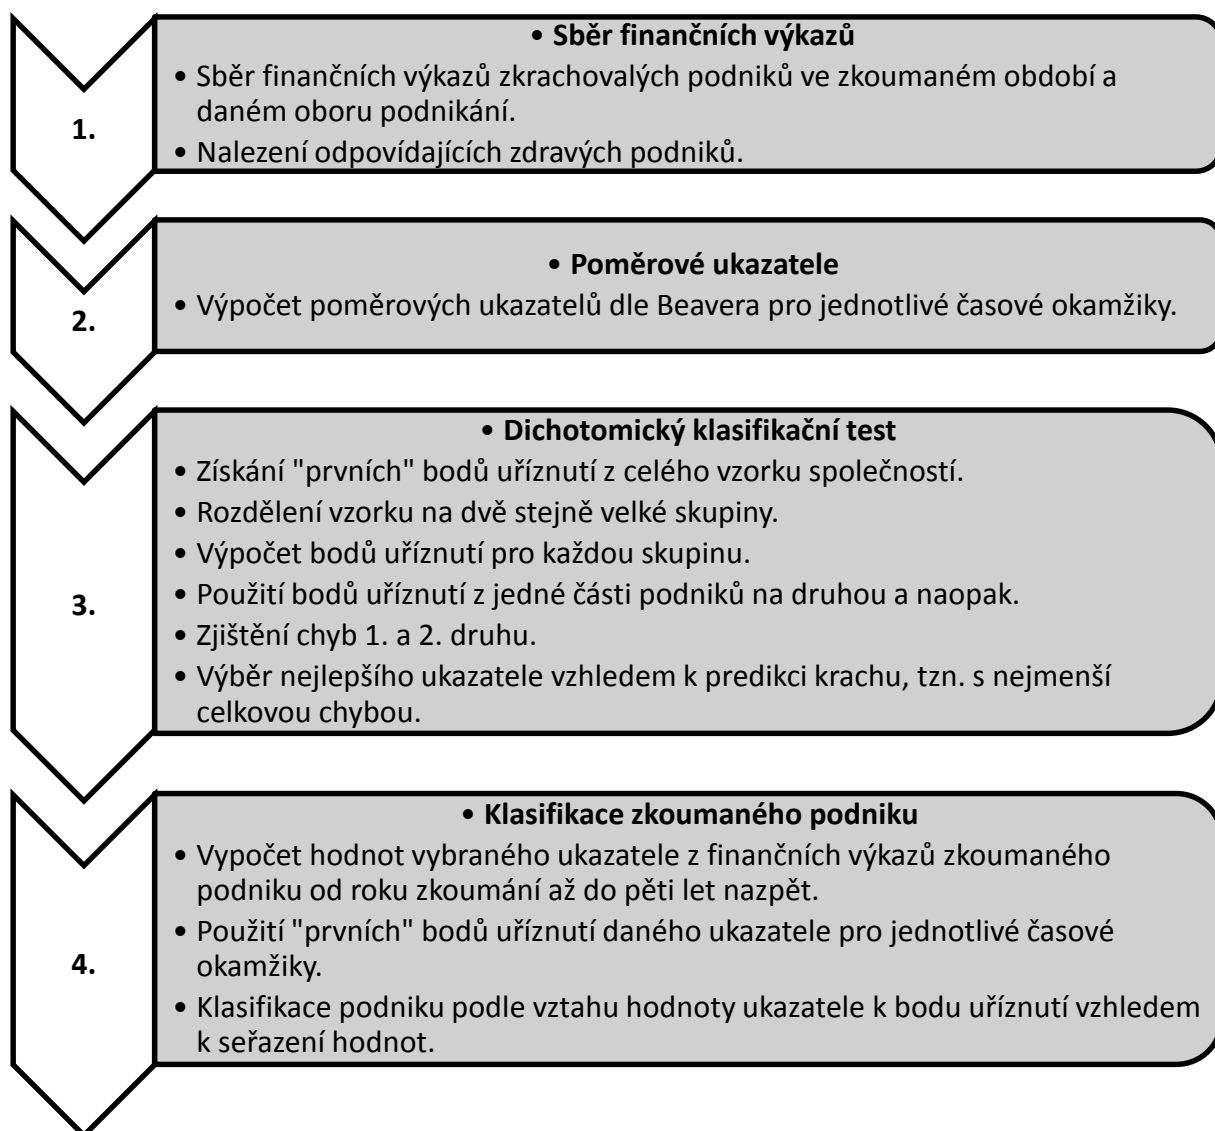 • Sběr finančních výkazů
• Sběr finančních výkazů zkrachovalých podniků ve zkoumaném období a
daném oboru podnikání.
1.
• Nalezení odpovídajících zdravých podniků.
• Poměrové ukazatele
• Výpočet poměrových ukazatelů dle Beavera pro jednotlivé časové okamžiky.
2.
• Dichotomický klasifikační test
• Získání "prvních" bodů uříznutí z celého vzorku společností.
• Rozdělení vzorku na dvě stejně velké skupiny.
• Výpočet bodů uříznutí pro každou skupinu.
3.
• Použití bodů uříznutí z jedné části podniků na druhou a naopak.
• Zjištění chyb 1. a 2. druhu.
• Výběr nejlepšího ukazatele vzhledem k predikci krachu, tzn. s nejmenší
celkovou chybou.
• Klasifikace zkoumaného podniku
• Vypočet hodnot vybraného ukazatele z finančních výkazů zkoumaného
podniku od roku zkoumání až do pěti let nazpět.
• Použití "prvních" bodů uříznutí daného ukazatele pro jednotlivé časové
okamžiky.
4.
• Klasifikace podniku podle vztahu hodnoty ukazatele k bodu uříznutí vzhledem
k seřazení hodnot.